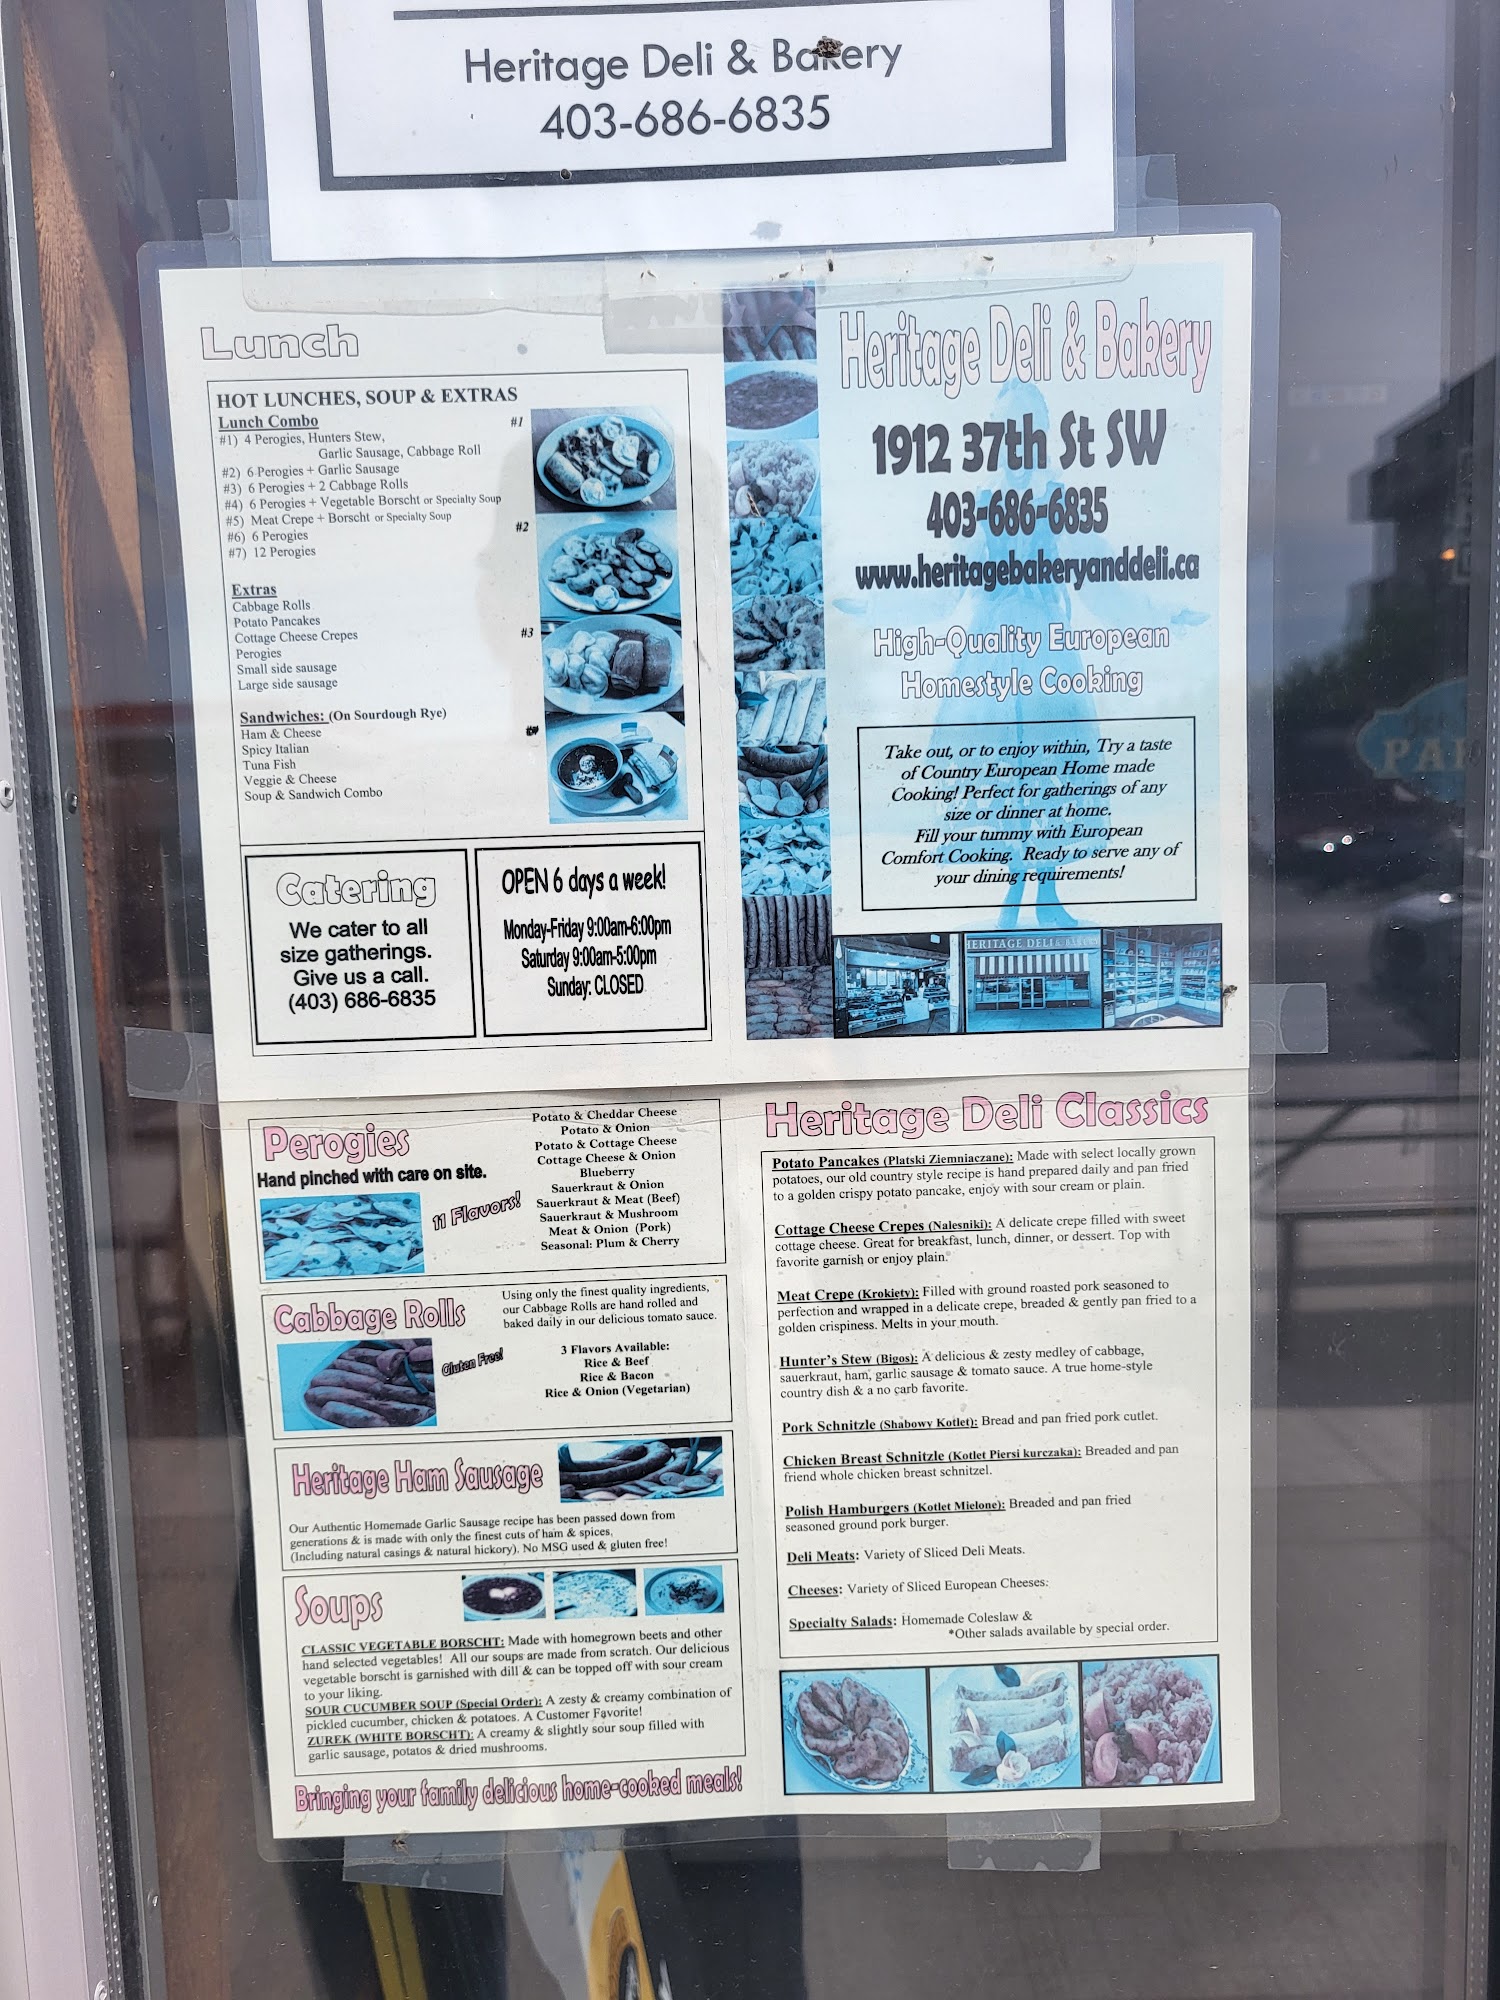 Heritage Deli & Bakery
403-686-6835
Lunch
HOT LUNCHES, SOUP & EXTRAS
Lunch Combo
#1) 4 Perogies, Hunters Stew,
Garlic Sausage, Cabbage Roll
#2) 6 Perogies + Garlic Sausage
#3) 6 Perogies + 2 Cabbage Rolls
#4) 6 Perogies + Vegetable Borscht or Specialty Soup
#5) Meat Crepe + Borscht or Specialty Soup
#6) 6 Perogies
#7) 12 Perogies
#1
#2
#3
Extras
Cabbage Rolls
Potato Pancakes
Cottage Cheese Crepes
Perogies
Small side sausage
Large side sausage
Sandwiches: (On Sourdough Rye)
Ham & Cheese
Spicy Italian
Tuna Fish
Veggie & Cheese
Soup & Sandwich Combo
Catering
We cater to all
size gatherings.
Give us a call.
(403) 686-6835
OPEN 6 days a week!
Monday-Friday 9:00am-6:00pm
Saturday 9:00am-5:00pm
Sunday: CLOSED
Heritage Deli & Bakery
1912 37th St SW
403-686-6835
www.heritagebakeryanddeli.ca
High-Quality European
Homestyle Cooking
Take out, or to enjoy within, Try a taste
of Country European Home made
Cooking! Perfect for gatherings of any
size or dinner at home.
Fill your tummy with European
Comfort Cooking. Ready to serve any of
your dining requirements!
HERITAGE DELI & BAKERY
Perogies
Hand pinched with care on site.
11 Flavors!
Potato & Cheddar Cheese
Potato & Onion
Potato & Cottage Cheese
Cottage Cheese & Onion
Blueberry
Sauerkraut & Onion
Sauerkraut & Meat (Beef)
Sauerkraut & Mushroom
Meat & Onion (Pork)
Seasonal: Plum & Cherry
Cabbage Rolls
Gluten Free!
Using only the finest quality ingredients,
our Cabbage Rolls are hand rolled and
baked daily in our delicious tomato sauce.
3 Flavors Available:
Rice & Beef
Rice & Bacon
Rice & Onion (Vegetarian)
Heritage Ham Sausage
Our Authentic Homemade Garlic Sausage recipe has been passed down from
generations & is made with only the finest cuts of ham & spices,
(Including natural casings & natural hickory). No MSG used & gluten free!
Soups
CLASSIC VEGETABLE BORSCHT: Made with homegrown beets and other
hand selected vegetables! All our soups are made from scratch. Our delicious
vegetable borscht is garnished with dill & can be topped off with sour cream
to your liking.
SOUR CUCUMBER SOUP (Special Order): A zesty & creamy combination of
pickled cucumber, chicken & potatoes. A Customer Favorite!
ZUREK (WHITE BORSCHT): A creamy & slightly sour soup filled with
garlic sausage, potatos & dried mushrooms.
Bringing your family delicious home-cooked meals!
Heritage Deli Classics
Potato Pancakes (Platski Ziemniaczane): Made with select locally grown
potatoes, our old country style recipe is hand prepared daily and pan fried
to a golden crispy potato pancake, enjoy with sour cream or plain.
Cottage Cheese Crepes (Nalesniki): A delicate crepe filled with sweet
cottage cheese. Great for breakfast, lunch, dinner, or dessert. Top with
favorite garnish or enjoy plain.
Meat Crepe (Krokiety): Filled with ground roasted pork seasoned to
perfection and wrapped in a delicate crepe, breaded & gently pan fried to a
golden crispiness. Melts in your mouth.
Hunter's Stew (Bigos): A delicious & zesty medley of cabbage,
sauerkraut, ham, garlic sausage & tomato sauce. A true home-style
country dish & a no carb favorite.
Pork Schnitzle (Shabowy Kotlet): Bread and pan fried pork cutlet.
Chicken Breast Schnitzle (Kotlet Piersi kurczaka): Breaded and pan
friend whole chicken breast schnitzel.
Polish Hamburgers (Kotlet Mielone): Breaded and pan fried
seasoned ground pork burger.
Deli Meats: Variety of Sliced Deli Meats.
Cheeses: Variety of Sliced European Cheeses.
Specialty Salads: Homemade Coleslaw &
*Other salads available by special order.